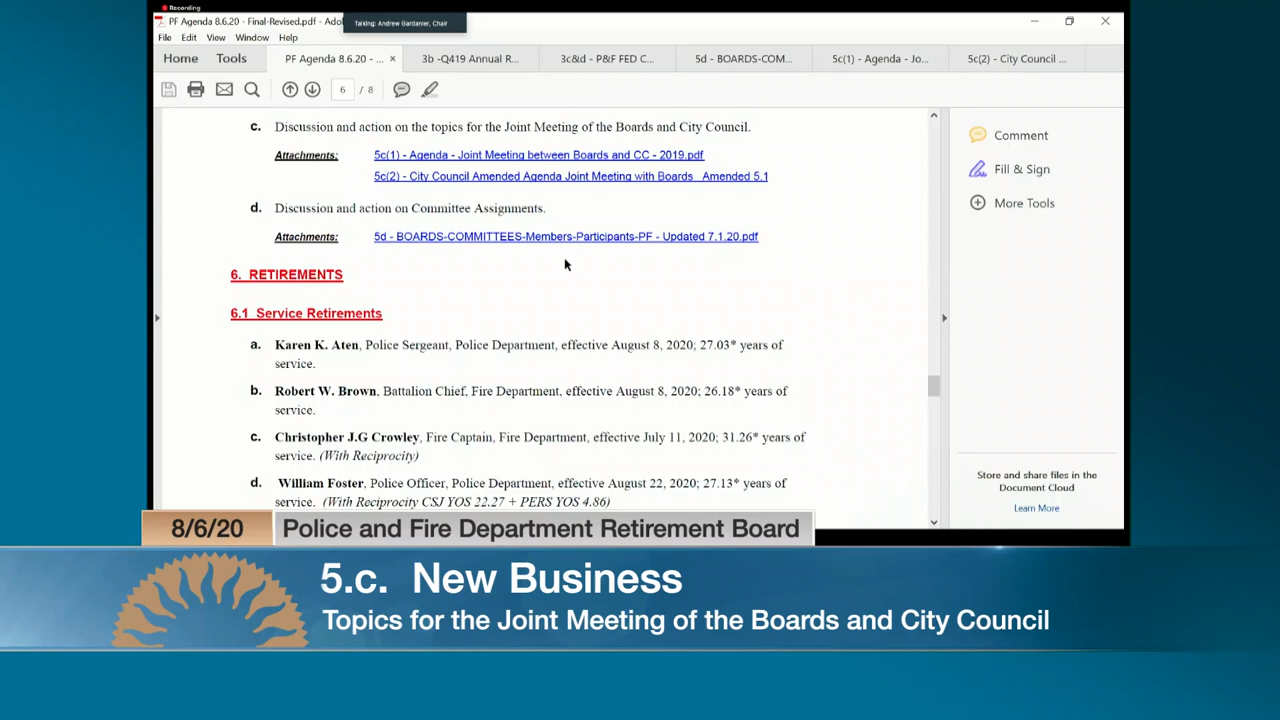 Recording
PF Agenda 8.6.20 - Final-Revised.pdf - Ado
Talking: Andrew Gardanier, Chair
File Edit View Window Help
Home Tools PF Agenda 8.6.20 - ... × 3b -Q419 Annual R... 3c&d - P&F FED C... 5d - BOARDS-COM... 5c(1) - Agenda - Jo... 5c(2) - City Council ...
6 / 8
c. Discussion and action on the topics for the Joint Meeting of the Boards and City Council.
Attachments: 5c(1) - Agenda - Joint Meeting between Boards and CC - 2019.pdf
5c(2) - City Council Amended Agenda Joint Meeting with Boards_ Amended 5.1
d. Discussion and action on Committee Assignments.
Attachments: 5d - BOARDS-COMMITTEES-Members-Participants-PF - Updated 7.1.20.pdf
6. RETIREMENTS
6.1 Service Retirements
a. Karen K. Aten, Police Sergeant, Police Department, effective August 8, 2020; 27.03* years of
service.
b. Robert W. Brown, Battalion Chief, Fire Department, effective August 8, 2020; 26.18* years of
service.
c. Christopher J.G Crowley, Fire Captain, Fire Department, effective July 11, 2020; 31.26* years of
service. (With Reciprocity)
d. William Foster, Police Officer, Police Department, effective August 22, 2020; 27.13* years of
service. (With Reciprocity CSJ YOS 22.27 + PERS YOS 4.86)
Comment
Fill & Sign
More Tools
Store and share files in the
Document Cloud
Learn More
8/6/20 Police and Fire Department Retirement Board
5.c. New Business
Topics for the Joint Meeting of the Boards and City Council